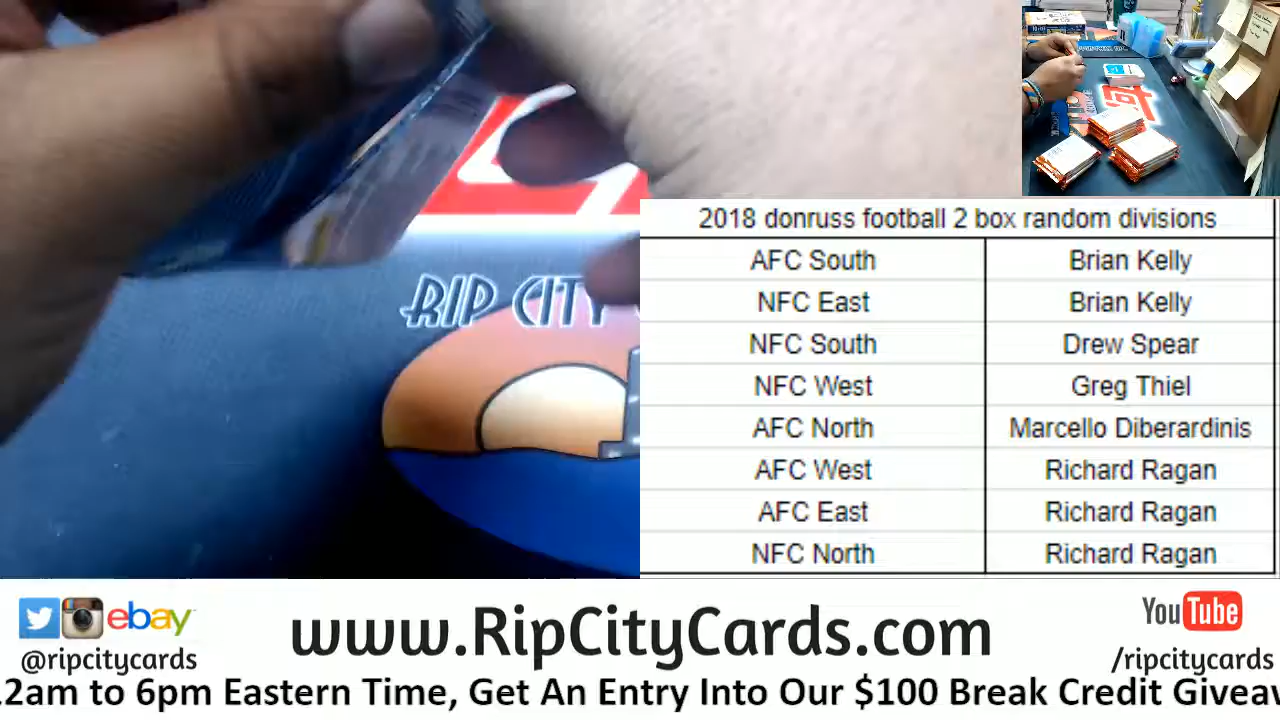 RIP CITY
2018 donruss football 2 box random divisions
AFC South Brian Kelly
NFC East Brian Kelly
NFC South Drew Spear
NFC West Greg Thiel
AFC North Marcello Diberardinis
AFC West Richard Ragan
AFC East Richard Ragan
NFC North Richard Ragan
ebay
@ripcitycards
www.RipCityCards.com
YouTube
/ripcitycards
2am to 6pm Eastern Time, Get An Entry Into Our $100 Break Credit Giveav